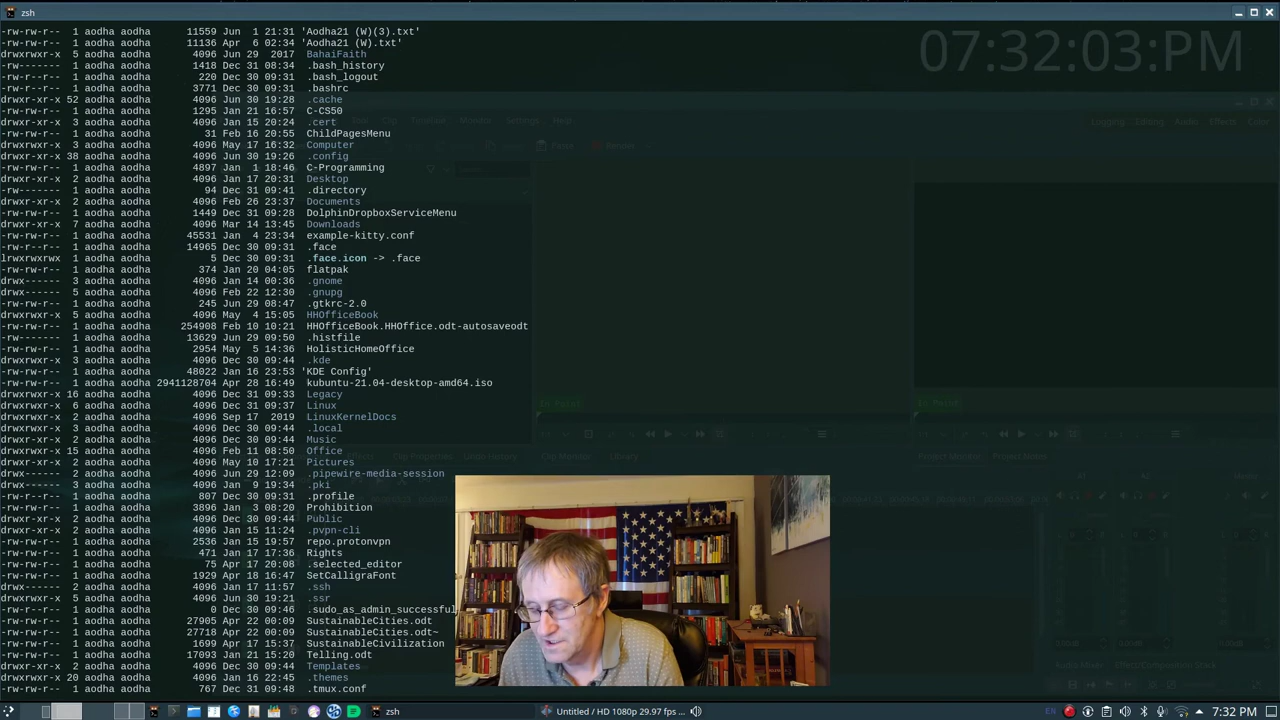 zsh
07:32:03:PM
-rw-rw-r-- 1 aodha aodha 11559 Jun 1 21:31 'Aodha21 (W)(3).txt'
-rw-rw-r-- 1 aodha aodha 11136 Apr 6 02:34 'Aodha21 (W).txt'
drwxrwxr-x 5 aodha aodha 4096 Jun 29 2017 BahaiFaith
-rw------- 1 aodha aodha 1418 Dec 31 08:34 .bash_history
-rw-r--r-- 1 aodha aodha 220 Dec 30 09:31 .bash_logout
-rw-r--r-- 1 aodha aodha 3771 Dec 30 09:31 .bashrc
drwxr-xr-x 52 aodha aodha 4096 Jun 30 19:28 .cache
-rw-rw-r-- 1 aodha aodha 1295 Jan 21 16:57 C-CS50
drwxr-xr-x 3 aodha aodha 4096 Jan 15 20:24 .cert
-rw-rw-r-- 1 aodha aodha 31 Feb 16 20:55 ChildPagesMenu
drwxrwxr-x 3 aodha aodha 4096 May 17 16:32 Computer
drwxr-xr-x 38 aodha aodha 4096 Jun 30 19:26 .config
-rw-rw-r-- 1 aodha aodha 4897 Jan 1 18:46 C-Programming
drwxr-xr-x 2 aodha aodha 4096 Jan 17 20:31 Desktop
-rw------- 1 aodha aodha 94 Dec 31 09:41 .directory
drwxr-xr-x 2 aodha aodha 4096 Feb 26 23:37 Documents
-rw-rw-r-- 1 aodha aodha 1449 Dec 31 09:28 DolphinDropboxServiceMenu
drwxr-xr-x 7 aodha aodha 4096 Mar 14 13:45 Downloads
-rw-rw-r-- 1 aodha aodha 45531 Jan 4 23:34 example-kitty.conf
-rw-r--r-- 1 aodha aodha 14965 Dec 30 09:31 .face
lrwxrwxrwx 1 aodha aodha 5 Dec 30 09:31 .face.icon -> .face
-rw-rw-r-- 1 aodha aodha 374 Jan 20 04:05 flatpak
drwx------ 3 aodha aodha 4096 Jan 14 00:36 .gnome
drwx------ 5 aodha aodha 4096 Feb 22 12:30 .gnupg
-rw-rw-r-- 1 aodha aodha 245 Jun 29 08:47 .gtkrc-2.0
drwxrwxr-x 5 aodha aodha 4096 May 4 15:05 HHOfficeBook
-rw-rw-r-- 1 aodha aodha 254908 Feb 10 10:21 HHOfficeBook.HHOffice.odt-autosaveodt
-rw------- 1 aodha aodha 13629 Jun 29 09:50 .histfile
-rw-rw-r-- 1 aodha aodha 2954 May 5 14:36 HolisticHomeOffice
drwxrwxr-x 3 aodha aodha 4096 Dec 30 09:44 .kde
-rw-rw-r-- 1 aodha aodha 48022 Jan 16 23:53 'KDE Config'
-rw-rw-r-- 1 aodha aodha 2941128704 Apr 28 16:49 kubuntu-21.04-desktop-amd64.iso
drwxrwxr-x 16 aodha aodha 4096 Dec 31 09:33 Legacy
drwxrwxr-x 6 aodha aodha 4096 Dec 31 09:37 Linux
drwxrwxr-x 2 aodha aodha 4096 Sep 17 2019 LinuxKernelDocs
drwxrwxr-x 3 aodha aodha 4096 Dec 30 09:44 .local
drwxr-xr-x 2 aodha aodha 4096 Dec 30 09:44 Music
drwxrwxr-x 15 aodha aodha 4096 Feb 11 08:50 Office
drwxrwxr-x 2 aodha aodha 4096 May 10 17:21 Pictures
drwx------ 2 aodha aodha 4096 Jun 29 12:09 .pipewire-media-session
drwx------ 3 aodha aodha 4096 Jan 9 19:34 .pki
-rw-r--r-- 1 aodha aodha 807 Dec 30 09:31 .profile
-rw-rw-r-- 1 aodha aodha 3896 Jan 3 08:20 Prohibition
drwxr-xr-x 2 aodha aodha 4096 Dec 30 09:44 Public
drwxr-xr-x 2 aodha aodha 4096 Jan 15 11:24 .pvpn-cli
-rw-rw-r-- 1 aodha aodha 2536 Jan 15 19:57 repo.protonvpn
-rw-rw-r-- 1 aodha aodha 471 Jan 17 17:36 Rights
-rw-rw-r-- 1 aodha aodha 75 Apr 17 20:08 .selected_editor
-rw-rw-r-- 1 aodha aodha 1929 Apr 18 16:47 SetCalligraFont
drwx------ 2 aodha aodha 4096 Jan 17 11:57 .ssh
drwxrwxr-x 5 aodha aodha 4096 Jun 30 19:21 .ssr
-rw-r--r-- 1 aodha aodha 0 Dec 30 09:46 .sudo_as_admin_successful
-rw-rw-r-- 1 aodha aodha 27905 Apr 22 00:09 SustainableCities.odt
-rw-rw-r-- 1 aodha aodha 27718 Apr 22 00:09 SustainableCities.odt~
-rw-rw-r-- 1 aodha aodha 1699 Apr 17 15:37 SustainableCivilization
-rw-rw-r-- 1 aodha aodha 17093 Jan 21 15:20 Telling.odt
drwxr-xr-x 2 aodha aodha 4096 Dec 30 09:44 Templates
drwxrwxr-x 20 aodha aodha 4096 Jan 16 22:45 .themes
-rw-rw-r-- 1 aodha aodha 767 Dec 31 09:48 .tmux.conf
Clip Timeline Monitor Settings Help
Logging Editing Audio Effects Color
Paste Render
Clip Properties Undo History
Clip Monitor Library
Project Monitor
Audio Mixer Effect/Composition Stack
zsh
Untitled / HD 1080p 29.97 fps ...
EN
7:32 PM